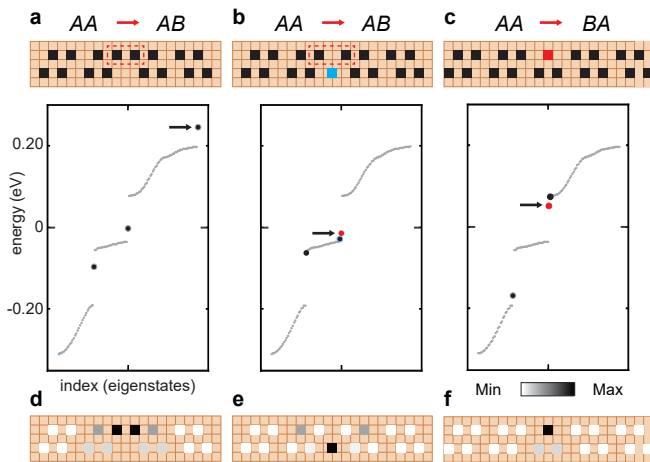 a AA → AB
b AA → AB
c AA → BA
energy (eV)
0.20
0
-0.20
index (eigenstates)
Min Max
d
e
f